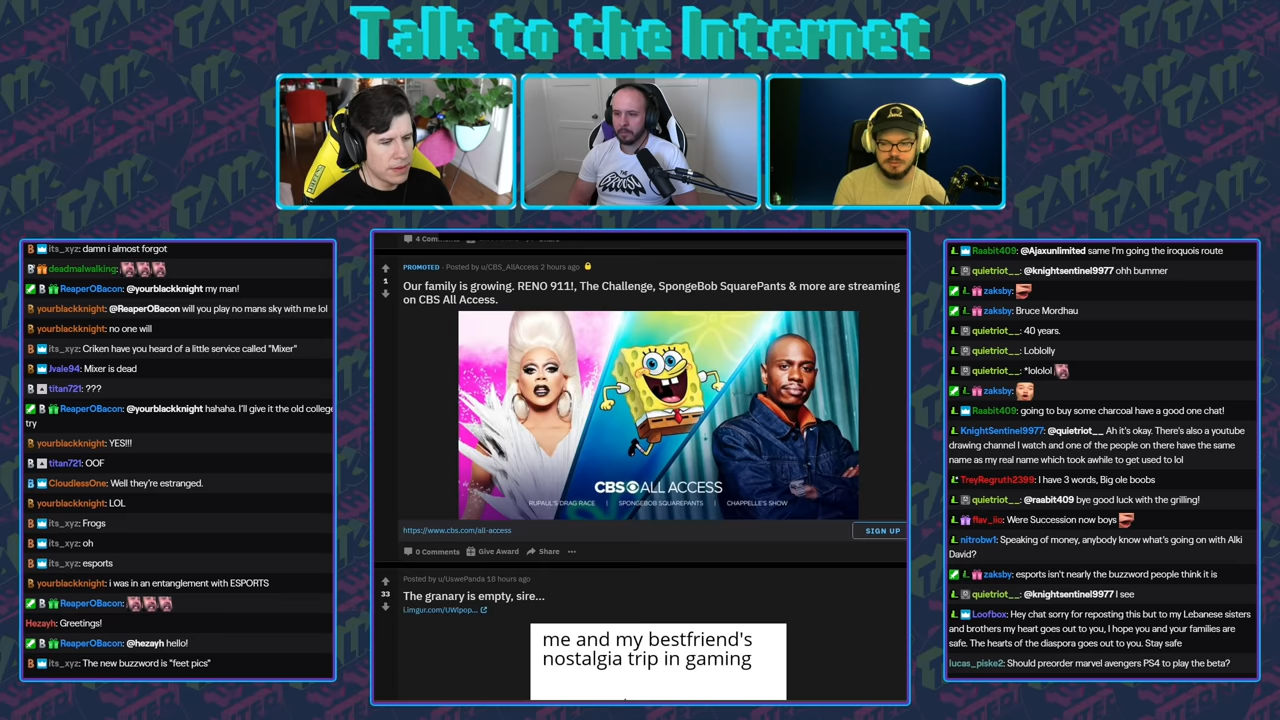 Talk to the Internet
its_xyz: damn i almost forgot
deadmalwalking:
ReaperOBacon: @yourblackknight my man!
yourblackknight: @ReaperOBacon will you play no mans sky with me lol
yourblackknight: no one will
its_xyz: Criken have you heard of a little service called "Mixer"
Jvale94: Mixer is dead
titan721: ???
ReaperOBacon: @yourblackknight hahaha. I'll give it the old college
try
yourblackknight: YES!!!
titan721: OOF
CloudlessOne: Well they're estranged.
yourblackknight: LOL
its_xyz: Frogs
its_xyz: oh
its_xyz: esports
yourblackknight: i was in an entanglement with ESPORTS
ReaperOBacon:
Hezayh: Greetings!
ReaperOBacon: @hezayh hello!
its_xyz: The new buzzword is "feet pics"
PROMOTED · Posted by u/CBS_AllAccess 2 hours ago
1
Our family is growing. RENO 911!, The Challenge, SpongeBob SquarePants & more are streaming
on CBS All Access.
CBS ALL ACCESS
RUPAUL'S DRAG RACE | SPONGEBOB SQUAREPANTS | CHAPPELLE'S SHOW
https://www.cbs.com/all-access
SIGN UP
0 Comments Give Award Share ...
Posted by u/UswePanda 18 hours ago
33
The granary is empty, sire...
i.imgur.com/UWlpop...
me and my bestfriend's
nostalgia trip in gaming
Raabit409: @Ajaxunlimited same I'm going the iroquois route
quietriot__: @knightsentinel9977 ohh bummer
zaksby:
zaksby: Bruce Mordhau
quietriot__: 40 years.
quietriot__: Loblolly
quietriot__: *lololol
zaksby:
Raabit409: going to buy some charcoal have a good one chat!
KnightSentinel9977: @quietriot__ Ah it's okay. There's also a youtube
drawing channel I watch and one of the people on there have the same
name as my real name which took awhile to get used to lol
TreyRegruth2399: I have 3 words, Big ole boobs
quietriot__: @raabit409 bye good luck with the grilling!
flav_iio: Were Succession now boys
nitrobw1: Speaking of money, anybody know what's going on with Alki
David?
zaksby: esports isn't nearly the buzzword people think it is
quietriot__: @knightsentinel9977 I see
Loofbox: Hey chat sorry for reposting this but to my Lebanese sisters
and brothers my heart goes out to you, I hope you and your families are
safe. The hearts of the diaspora goes out to you. Stay safe
lucas_piske2: Should preorder marvel avengers PS4 to play the beta?